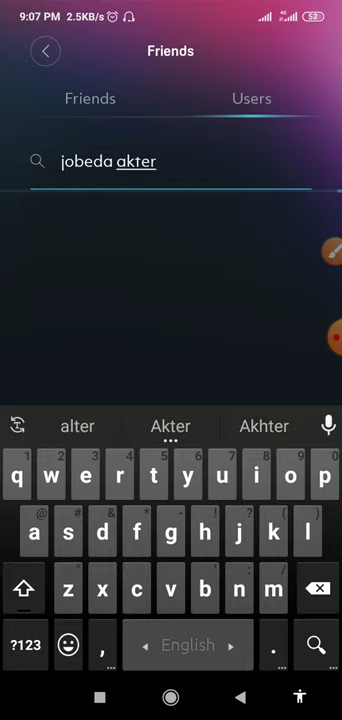 9:07 PM 2.5KB/s 4G 52
Friends
Friends Users
jobeda akter
alter Akter Akhter
1 2 3 4 5 6 7 8 9 0
q w e r t y u i o p
@ # & * - + = ( )
a s d f g h j k l
z x c v b n m
?123 , English .